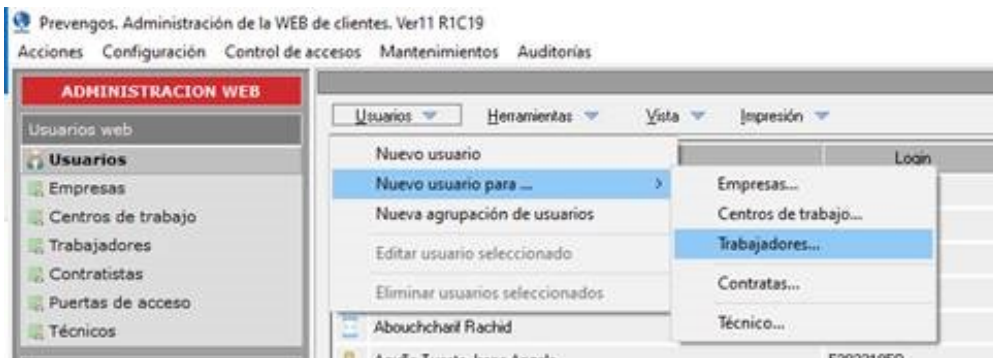 Prevengos. Administración de la WEB de clientes. Ver11 R1C19
Acciones Configuración Control de accesos Mantenimientos Auditorías
ADMINISTRACION WEB
Usuarios web
Usuarios
Empresas
Centros de trabajo
Trabajadores
Contratistas
Puertas de acceso
Técnicos
Usuarios Herramientas Vista Impresión
Login
Nuevo usuario
Nuevo usuario para ...
Nueva agrupación de usuarios
Editar usuario seleccionado
Eliminar usuarios seleccionados
Empresas...
Centros de trabajo...
Trabajadores...
Contratas...
Técnico...
Abouchcharif Rachid